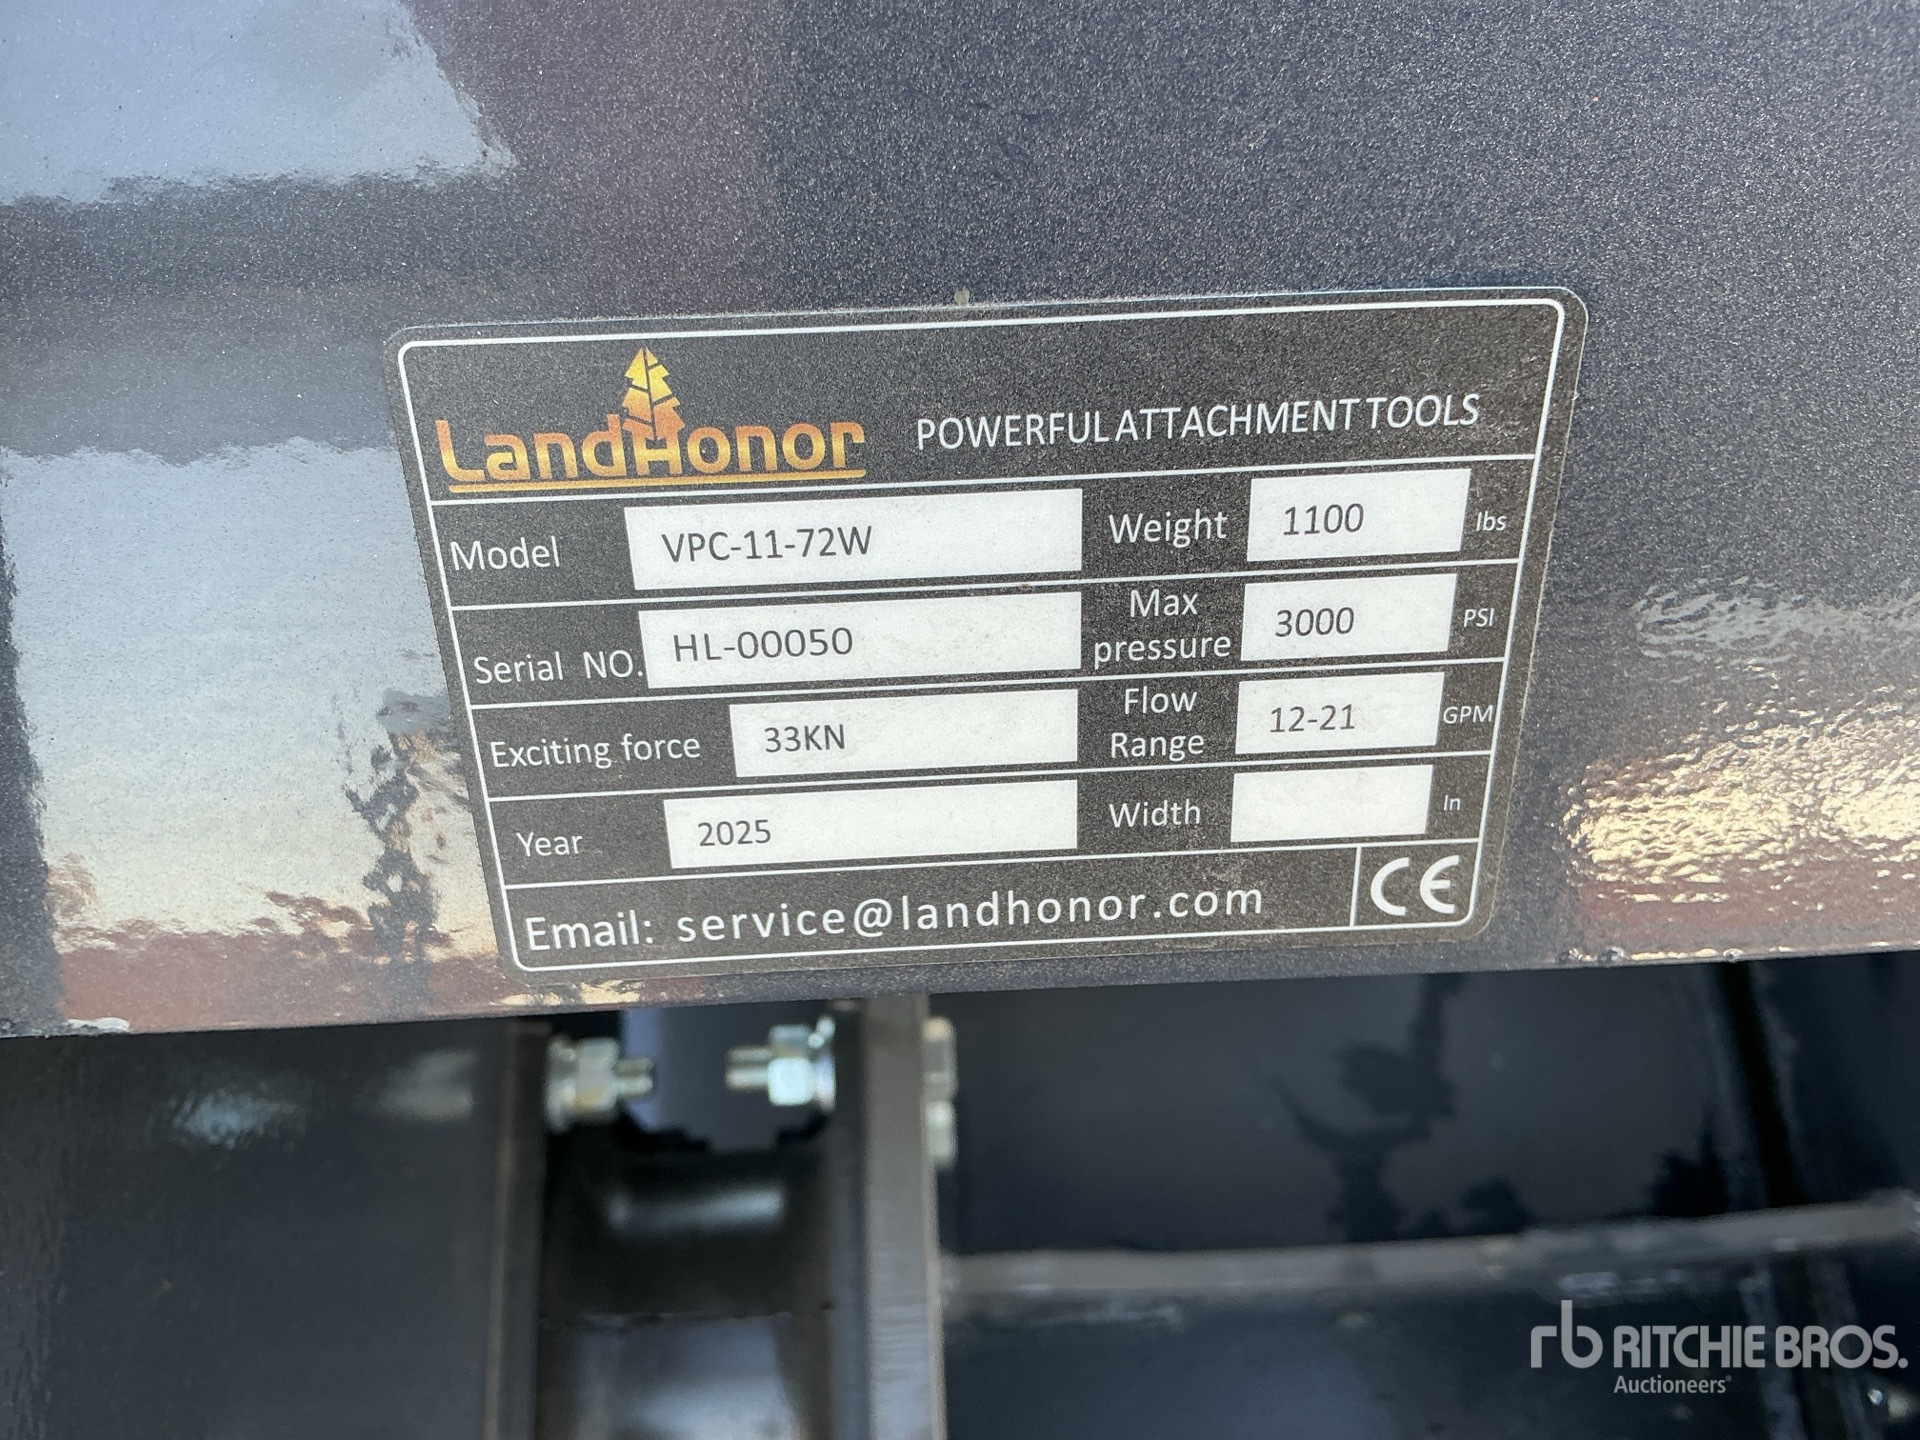 LandHonor POWERFUL ATTACHMENT TOOLS
Model VPC-11-72W Weight 1100 lbs
Serial NO. HL-00050 Max pressure 3000 PSI
Exciting force 33KN Flow Range 12-21 GPM
Year 2025 Width In
Email: service@landhonor.com CE
rb RITCHIE BROS.
Auctioneers®